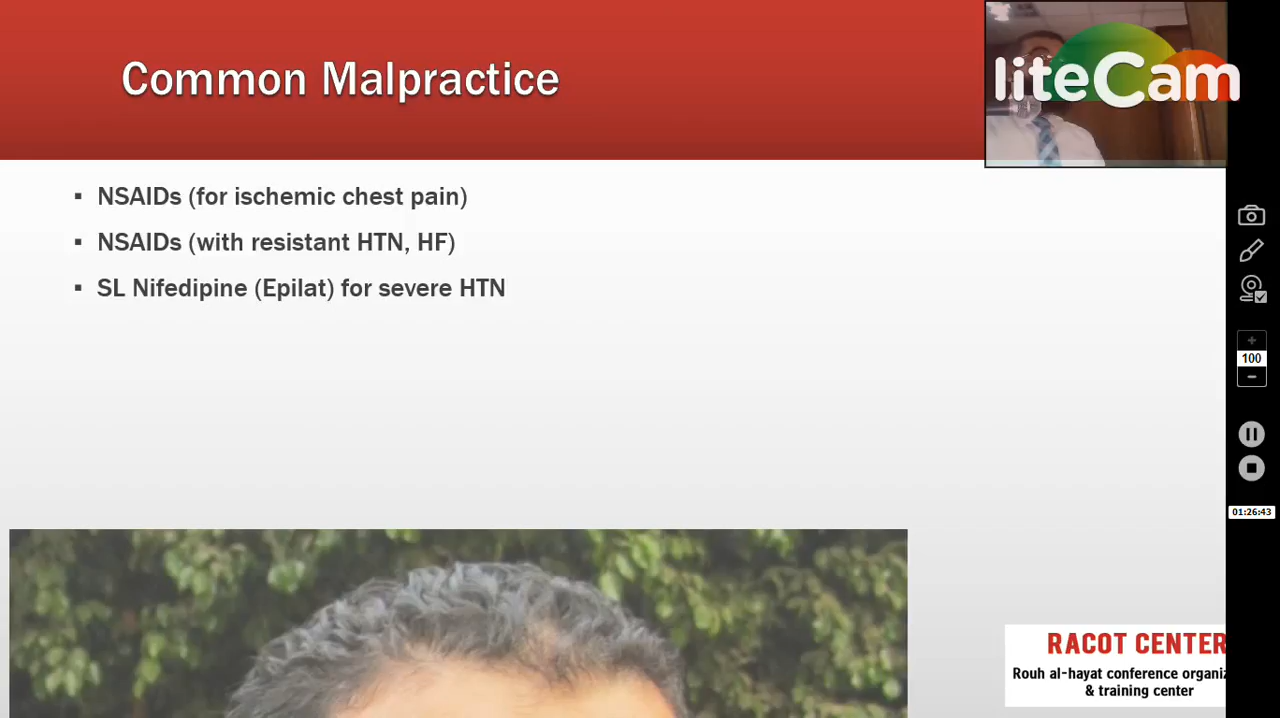 Common Malpractice
liteCam
▪ NSAIDs (for ischemic chest pain)
▪ NSAIDs (with resistant HTN, HF)
▪ SL Nifedipine (Epilat) for severe HTN
100
01:26:43
RACOT CENTER
Rouh al-hayat conference organiz
& training center